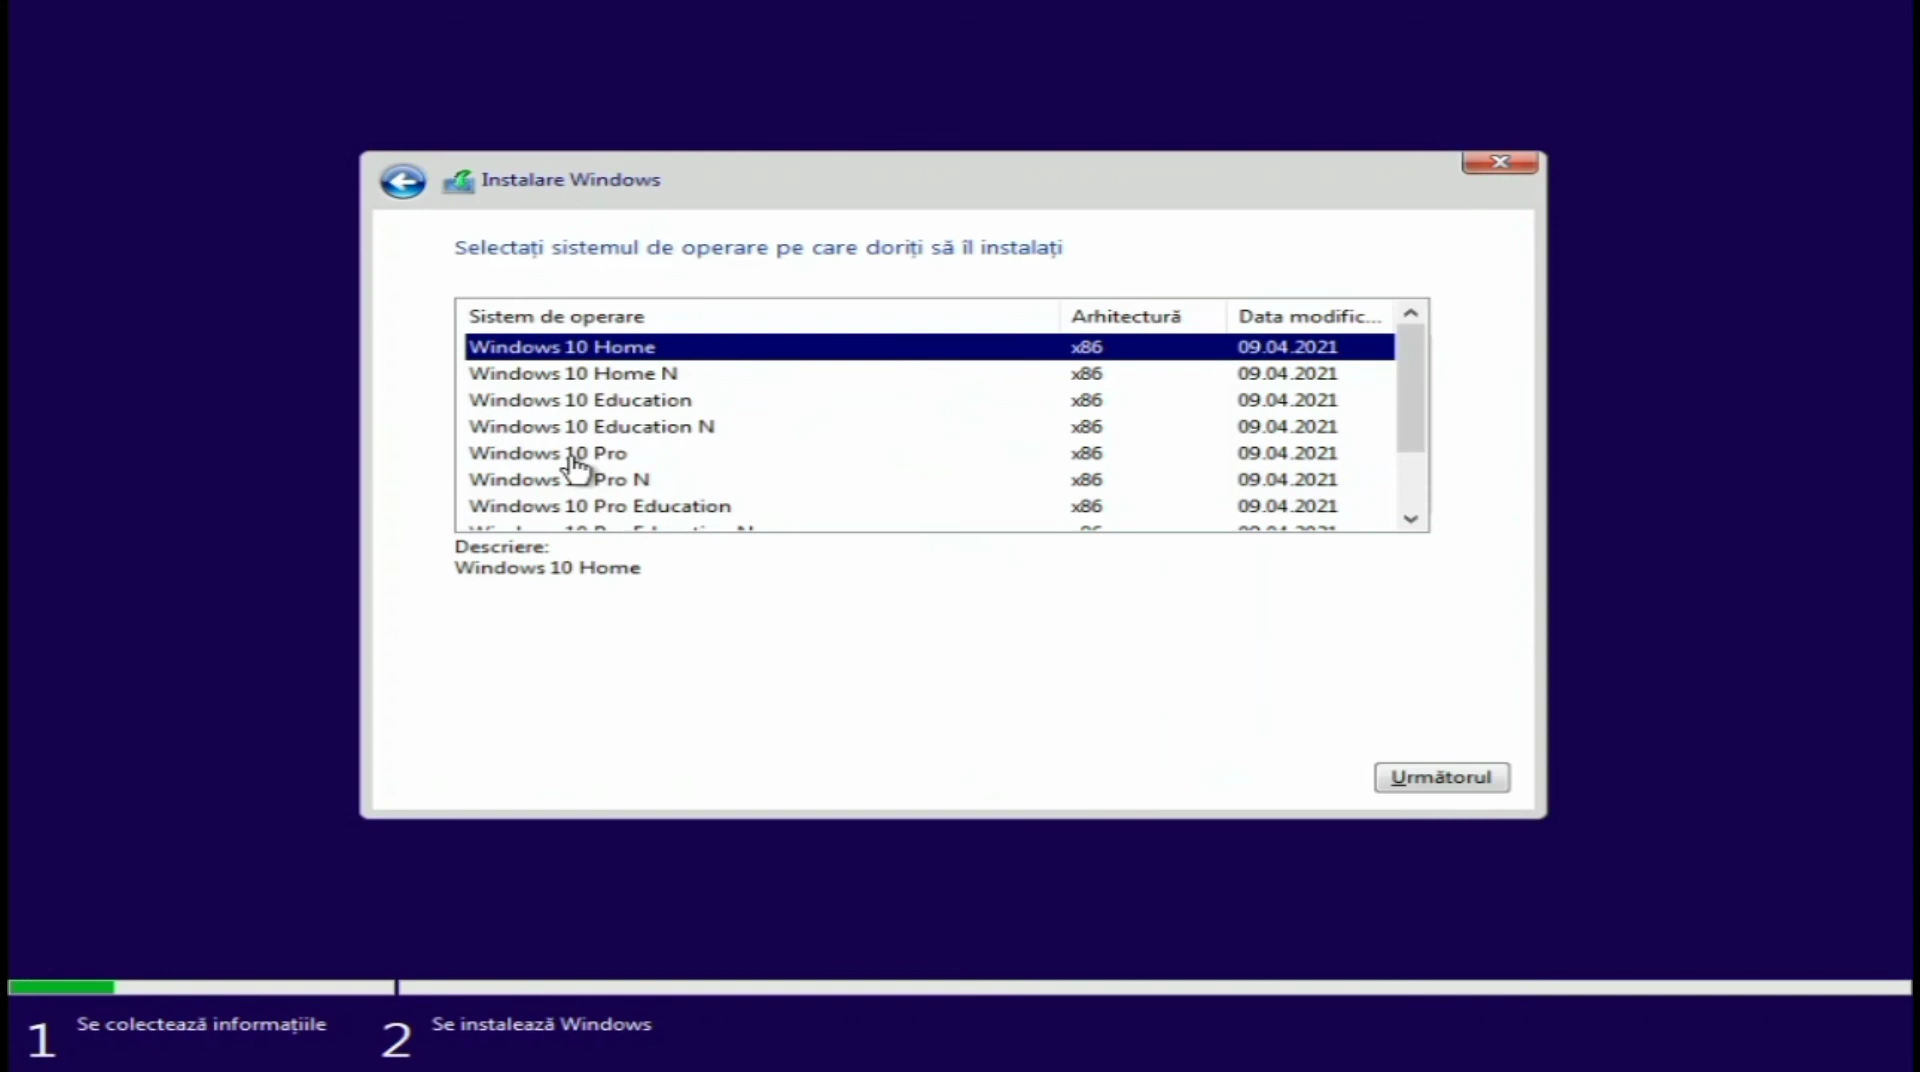 Instalare Windows
Selectați sistemul de operare pe care doriți să îl instalați
Sistem de operare Arhitectură Data modific...
Windows 10 Home x86 09.04.2021
Windows 10 Home N x86 09.04.2021
Windows 10 Education x86 09.04.2021
Windows 10 Education N x86 09.04.2021
Windows 10 Pro x86 09.04.2021
Windows Pro N x86 09.04.2021
Windows 10 Pro Education x86 09.04.2021
Descriere:
Windows 10 Home
Următorul
1 Se colectează informațiile 2 Se instalează Windows